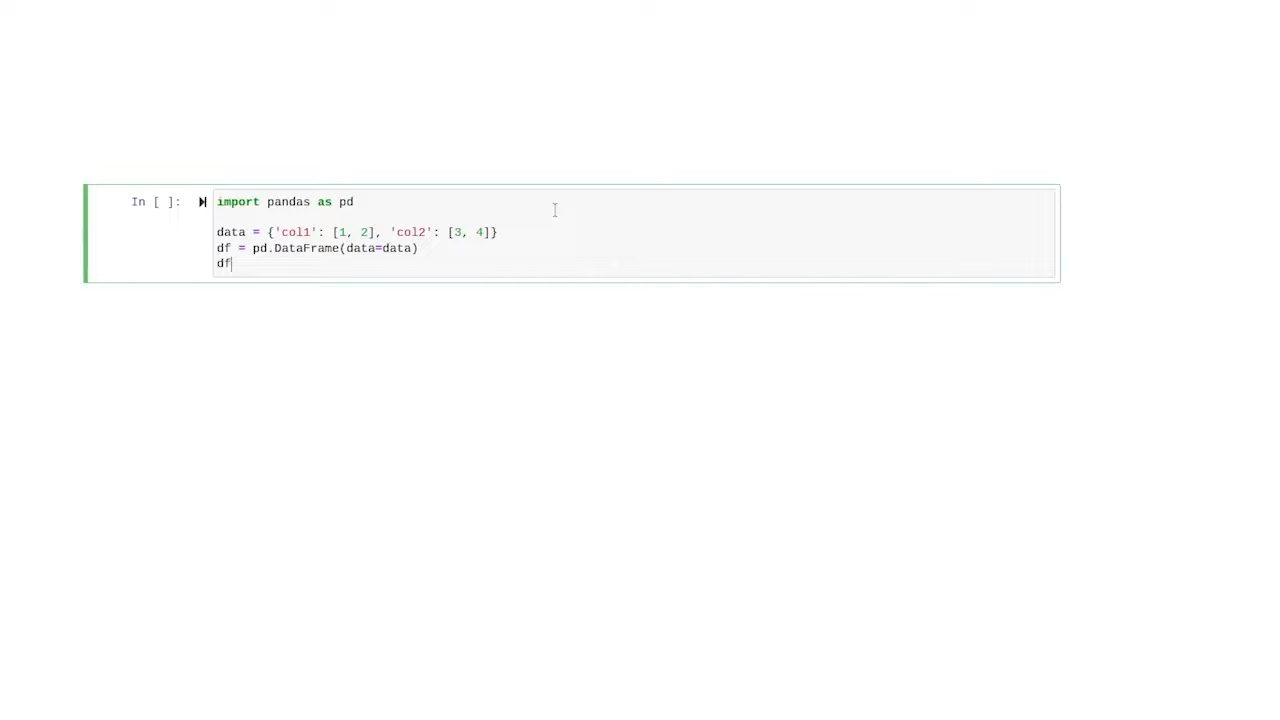 In [ ]:
import pandas as pd
data = {'col1': [1, 2], 'col2': [3, 4]}
df = pd.DataFrame(data=data)
df